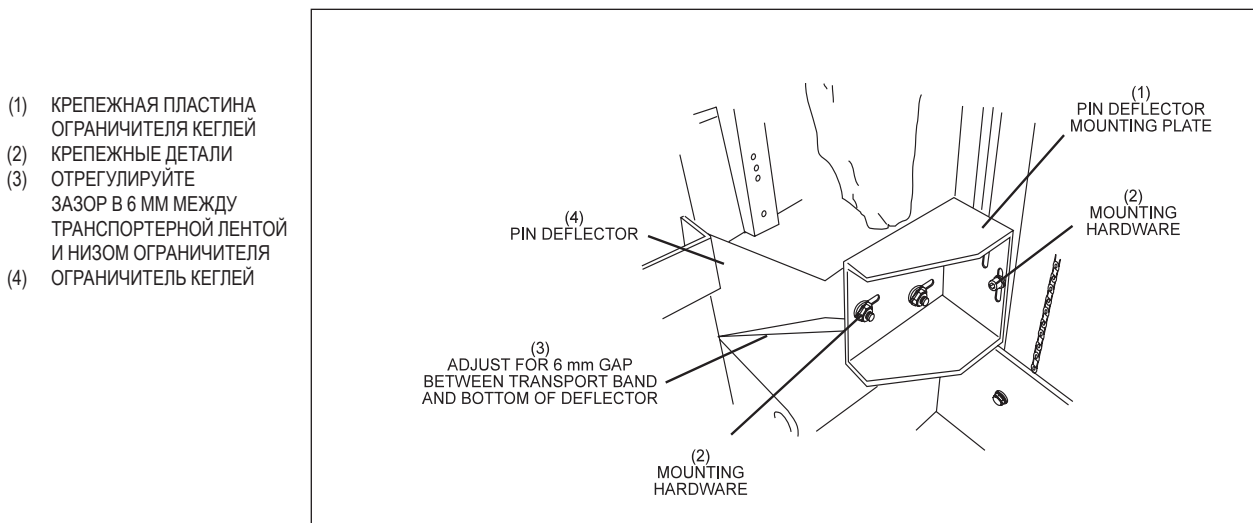 (1) КРЕПЕЖНАЯ ПЛАСТИНА
ОГРАНИЧИТЕЛЯ КЕГЛЕЙ
(2) КРЕПЕЖНЫЕ ДЕТАЛИ
(3) ОТРЕГУЛИРУЙТЕ
ЗАЗОР В 6 ММ МЕЖДУ
ТРАНСПОРТЕРНОЙ ЛЕНТОЙ
И НИЗОМ ОГРАНИЧИТЕЛЯ
(4) ОГРАНИЧИТЕЛЬ КЕГЛЕЙ
(1)
PIN DEFLECTOR
MOUNTING PLATE
(2)
MOUNTING
HARDWARE
(4)
PIN DEFLECTOR
(3)
ADJUST FOR 6 mm GAP
BETWEEN TRANSPORT BAND
AND BOTTOM OF DEFLECTOR
(2)
MOUNTING
HARDWARE